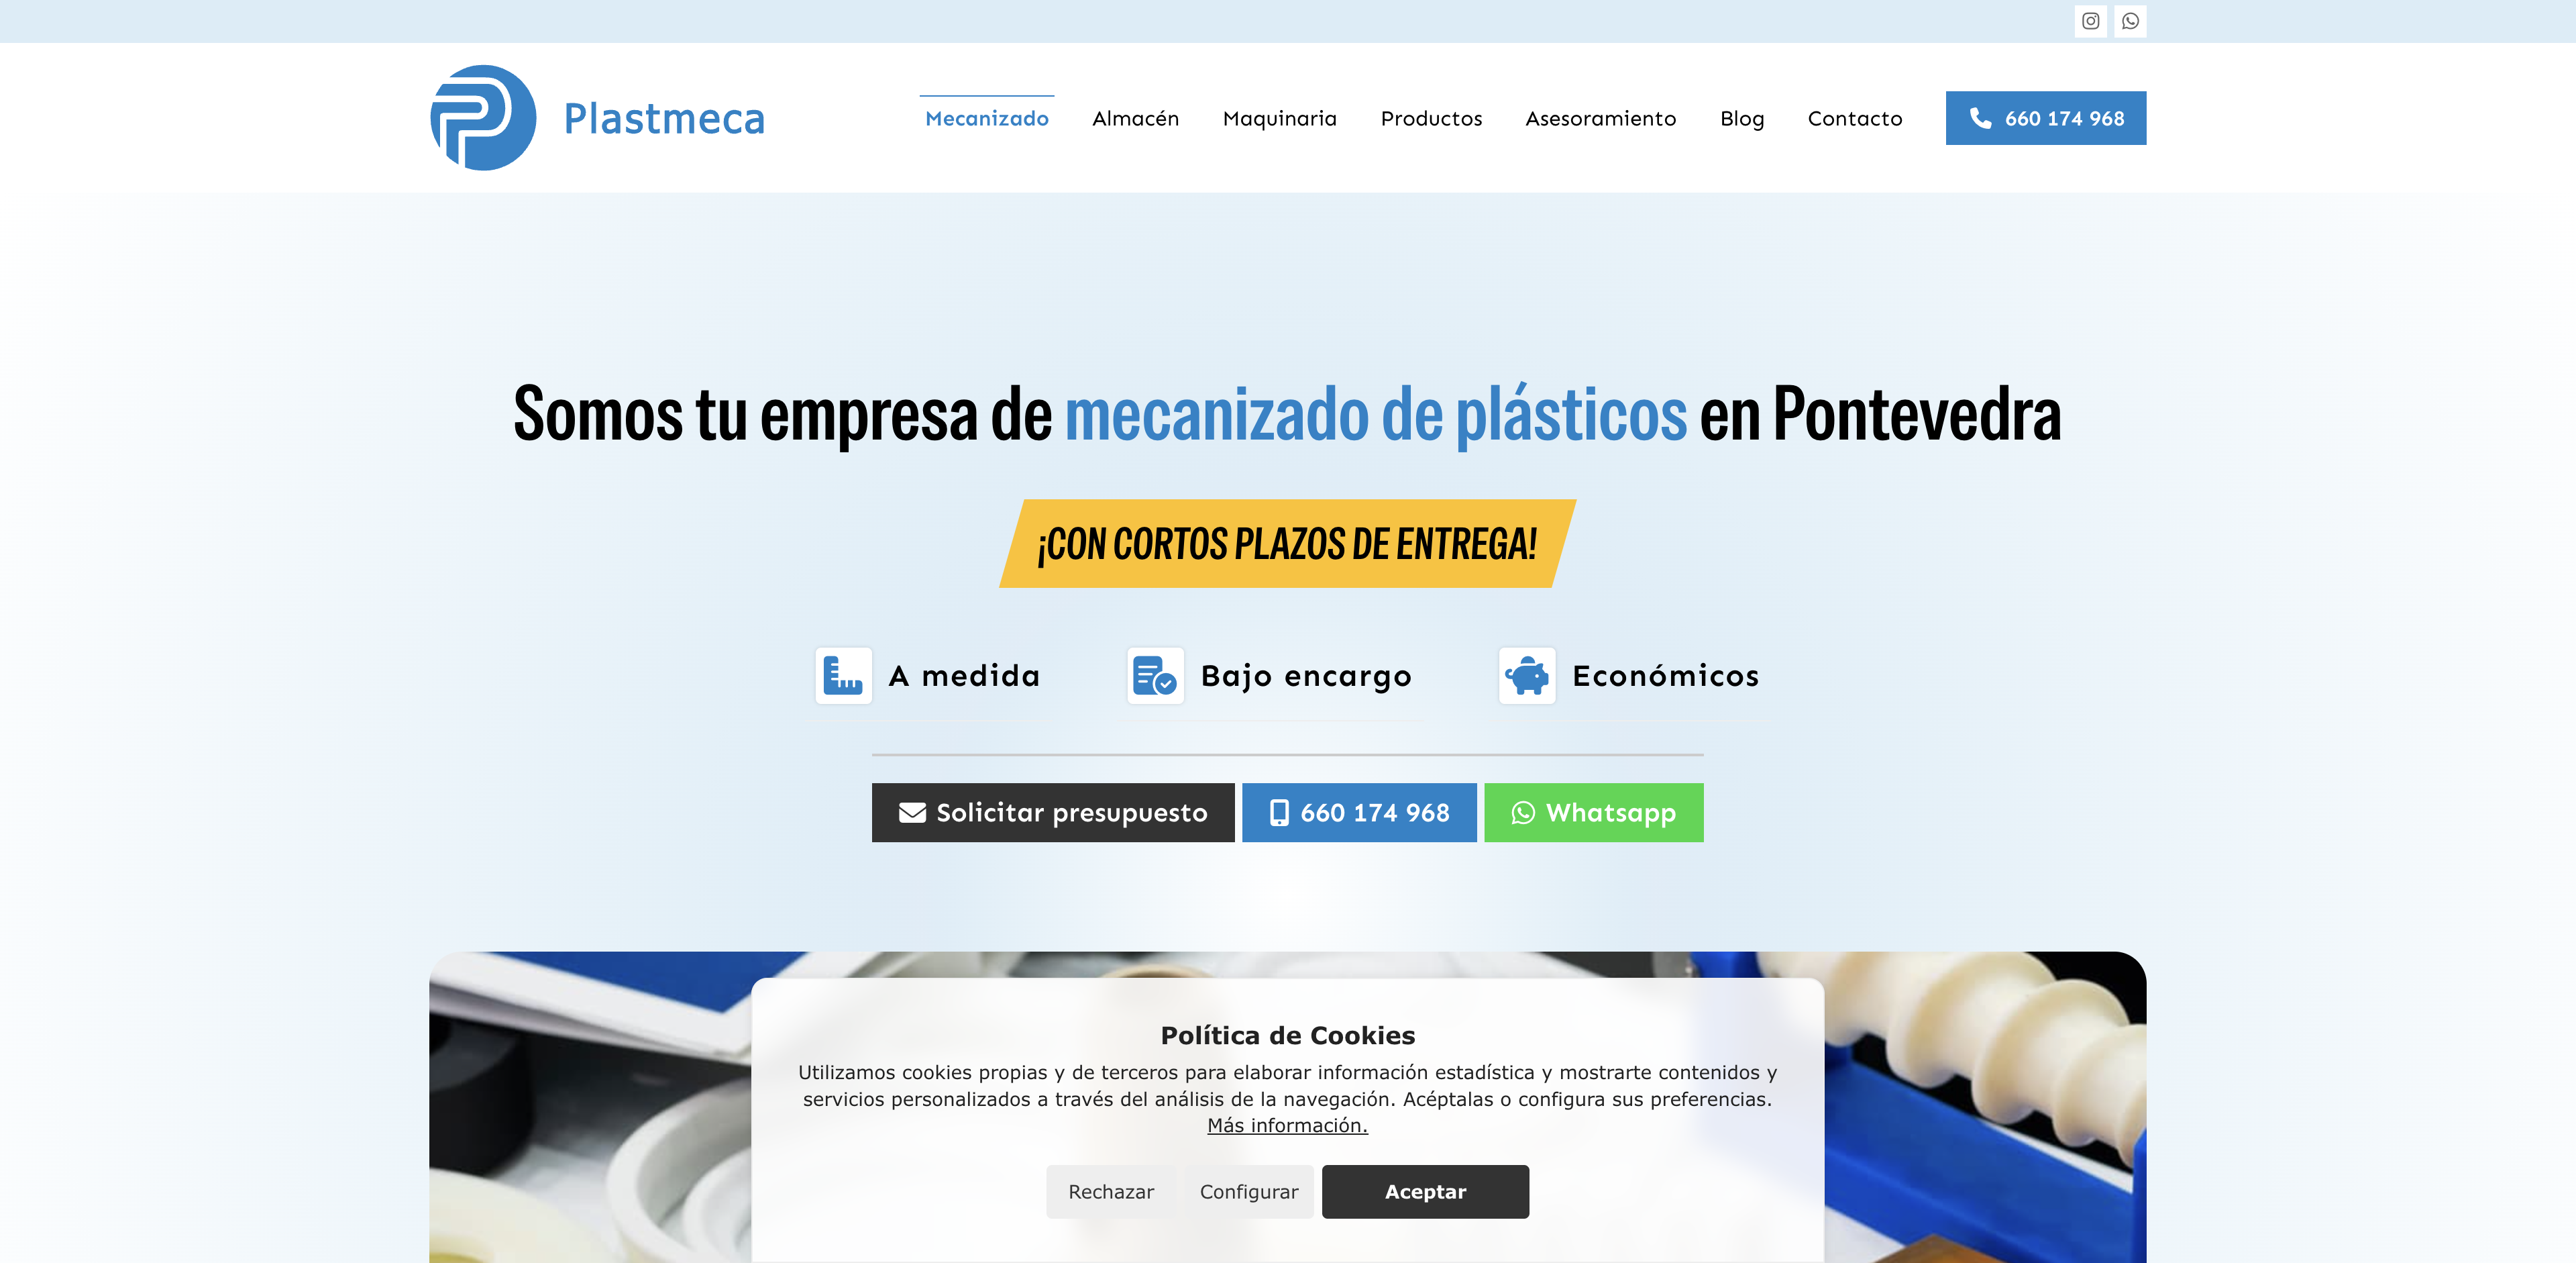 Plastmeca
Mecanizado
Almacén
Maquinaria
Productos
Asesoramiento
Blog
Contacto
660 174 968
Somos tu empresa de mecanizado de plásticos en Pontevedra
¡CON CORTOS PLAZOS DE ENTREGA!
A medida
Bajo encargo
Económicos
Solicitar presupuesto
660 174 968
Whatsapp
Política de Cookies
Utilizamos cookies propias y de terceros para elaborar información estadística y mostrarte contenidos y
servicios personalizados a través del análisis de la navegación. Acéptalas o configura sus preferencias.
Más información.
Rechazar
Configurar
Aceptar